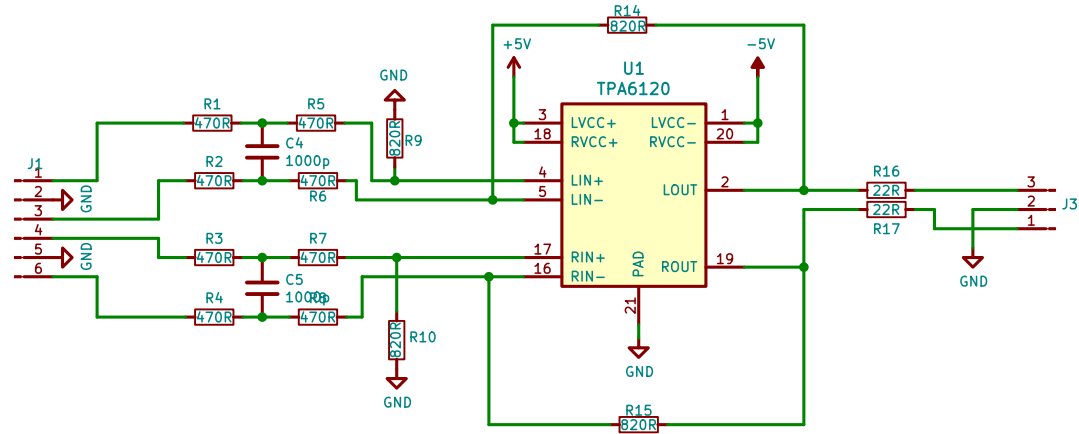 R14
820R
+5V
-5V
U1
TPA6120
GND
R1
470R
R5
470R
820R
R9
3 LVCC+ LVCC- 1
18 RVCC+ RVCC- 20
C4
1000p
J1
R2
470R
470R
R6
1
2 GND
3
4
5 GND
6
4 LIN+
5 LIN-
LOUT 2
R16
22R
22R
R17
3
2
1
J3
R3
470R
R7
470R
17 RIN+
16 RIN-
PAD
21
ROUT 19
GND
C5
1000p
R4
470R
R8
470R
820R
R10
GND
GND
R15
820R